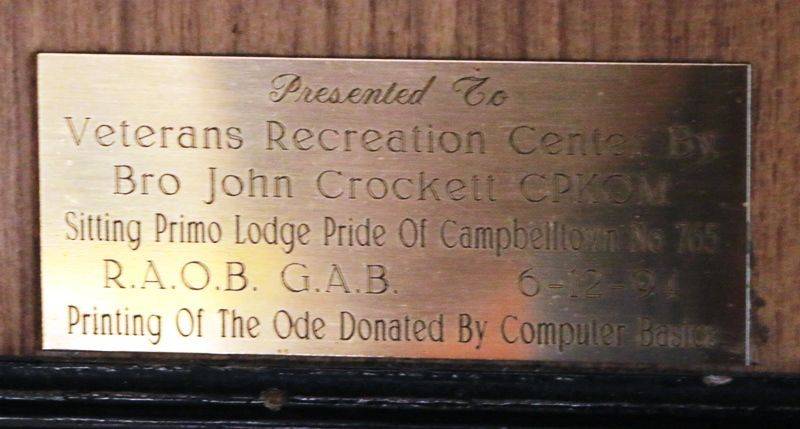 Presented To
Veterans Recreation Center By
Bro John Crockett CPKOM
Sitting Primo Lodge Pride Of Campbelltown No 765
R.A.O.B. G.A.B. 6-12-94
Printing Of The Ode Donated By Computer Basics